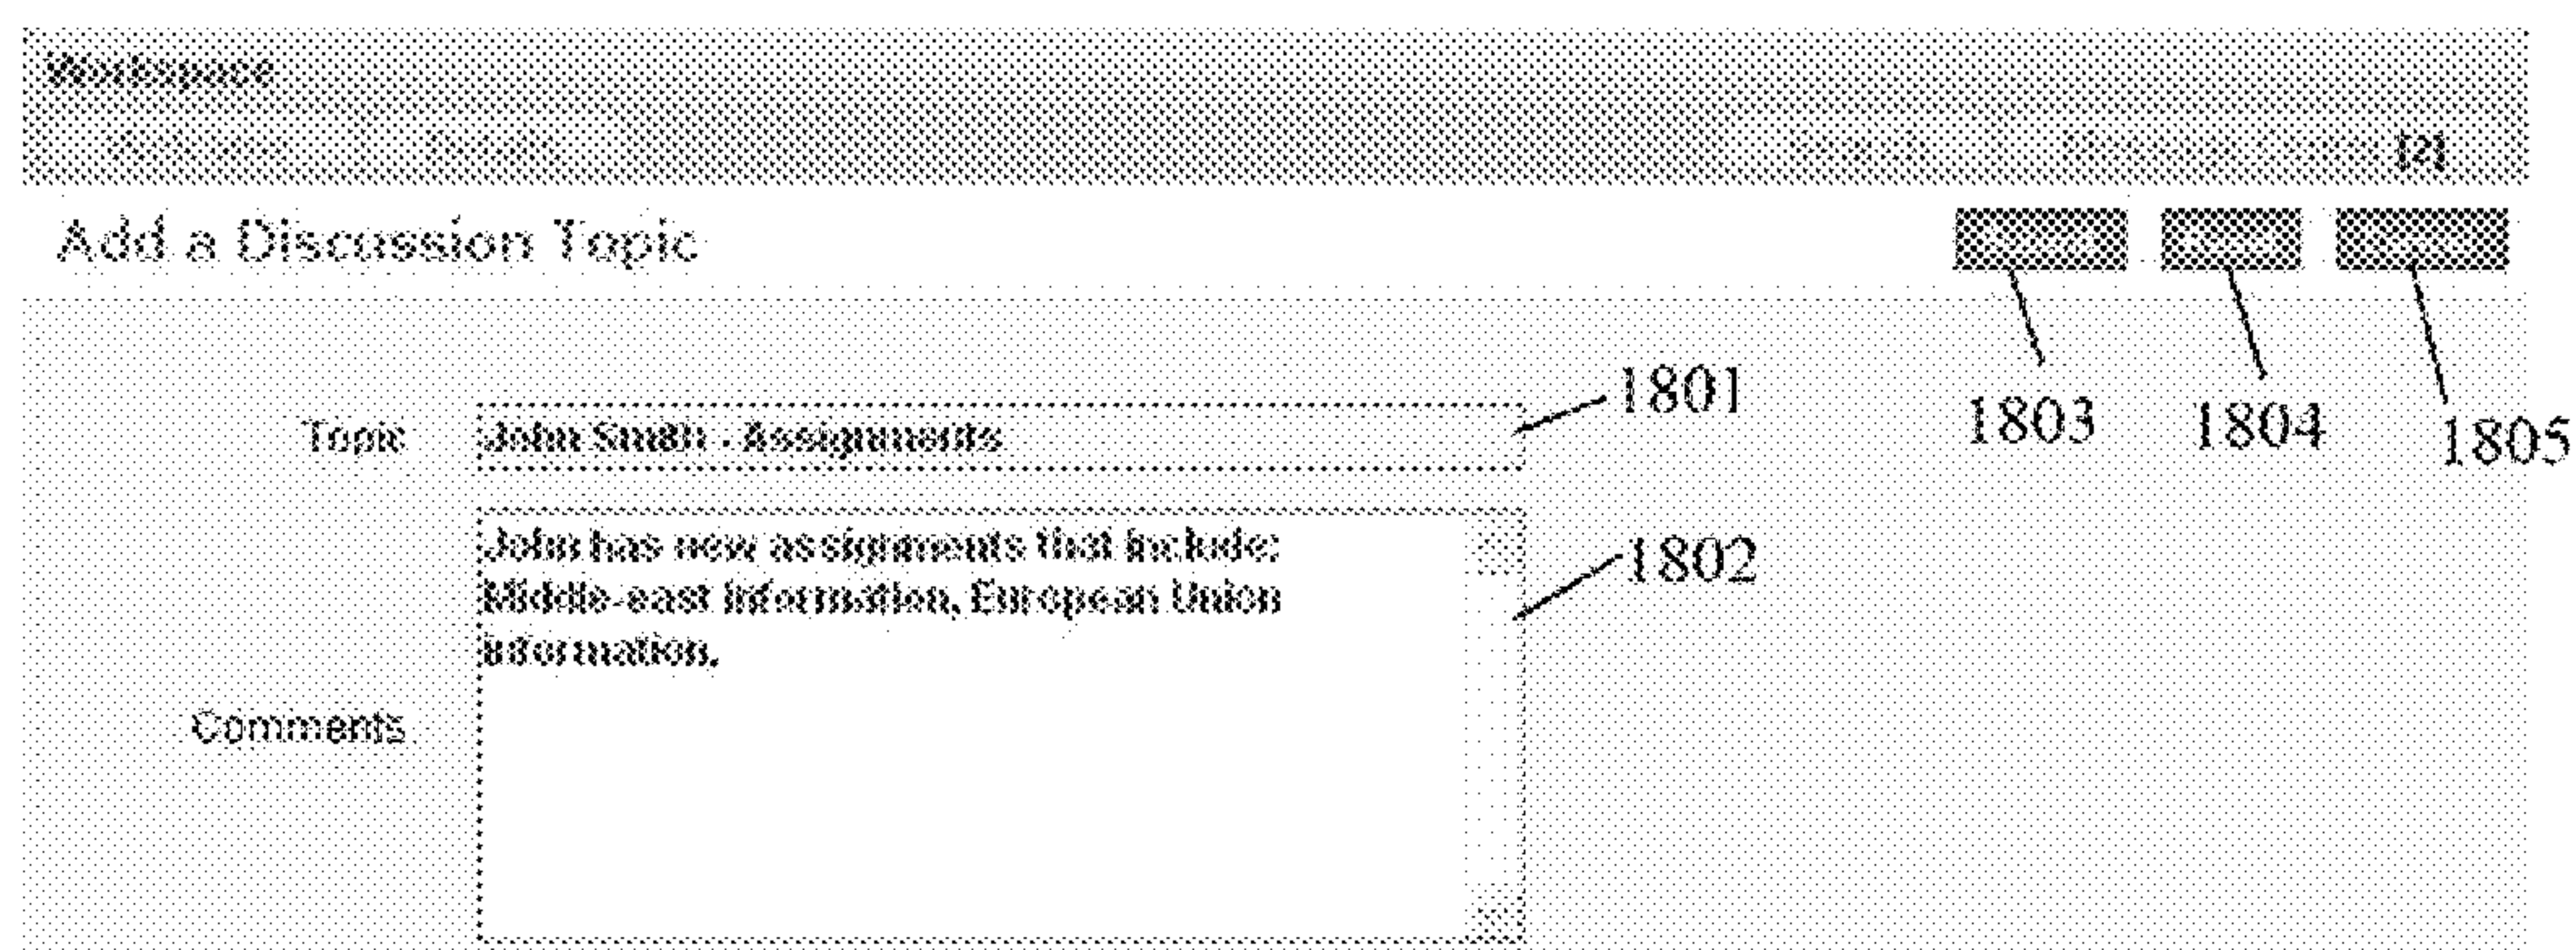 Workspace
[2]
Add a Discussion Topic
1801
1803
1804
1805
Topic
John Smith - Assignments
1802
John has new assignments that include:
Middle-east information, European Union
information.
Comments